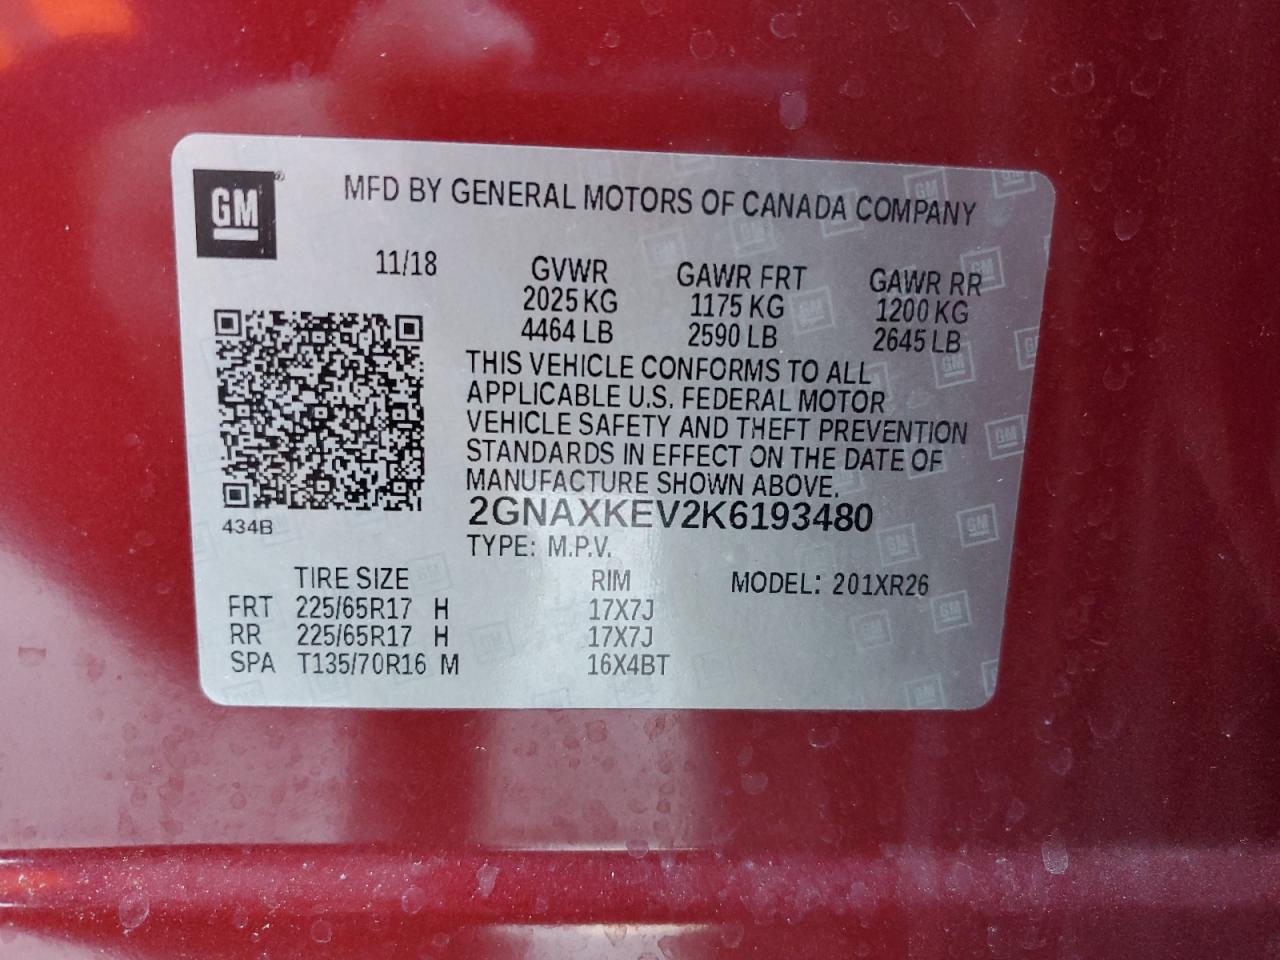 GM
MFD BY GENERAL MOTORS OF CANADA COMPANY
11/18
GVWR GAWR FRT GAWR RR
2025 KG 1175 KG 1200 KG
4464 LB 2590 LB 2645 LB
THIS VEHICLE CONFORMS TO ALL
APPLICABLE U.S. FEDERAL MOTOR
VEHICLE SAFETY AND THEFT PREVENTION
STANDARDS IN EFFECT ON THE DATE OF
MANUFACTURE SHOWN ABOVE.
2GNAXKEV2K6193480
434B
TYPE: M.P.V.
TIRE SIZE RIM MODEL: 201XR26
FRT 225/65R17 H 17X7J
RR 225/65R17 H 17X7J
SPA T135/70R16 M 16X4BT